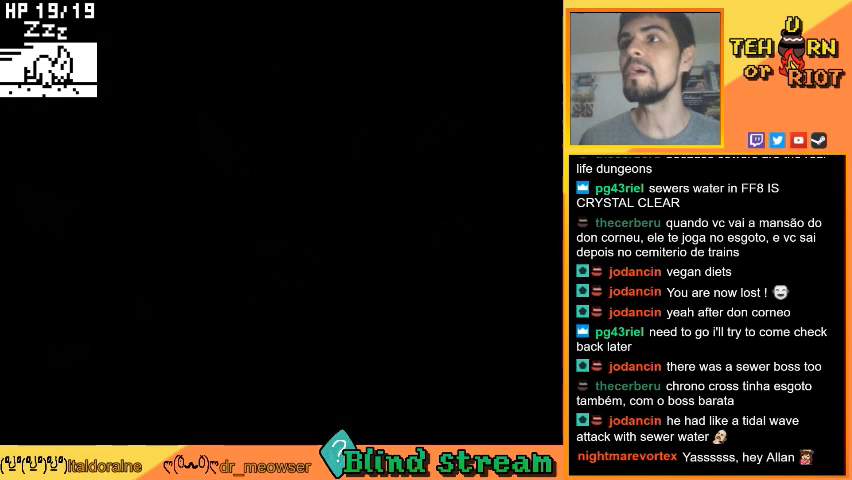 HP 19/19
Zzz
U
TEA HORN
or RIOT
life dungeons
pg43riel sewers water in FF8 IS
CRYSTAL CLEAR
thecerberu quando vc vai a mansão do
don corneu, ele te joga no esgoto, e vc sai
depois no cemiterio de trains
jodancin vegan diets
jodancin You are now lost !
jodancin yeah after don corneo
pg43riel need to go i'll try to come check
back later
jodancin there was a sewer boss too
thecerberu chrono cross tinha esgoto
também, com o boss barata
jodancin he had like a tidal wave
attack with sewer water
nightmarevortex Yassssss, hey Allan
italdoraine
dr_meowser
? Blind stream